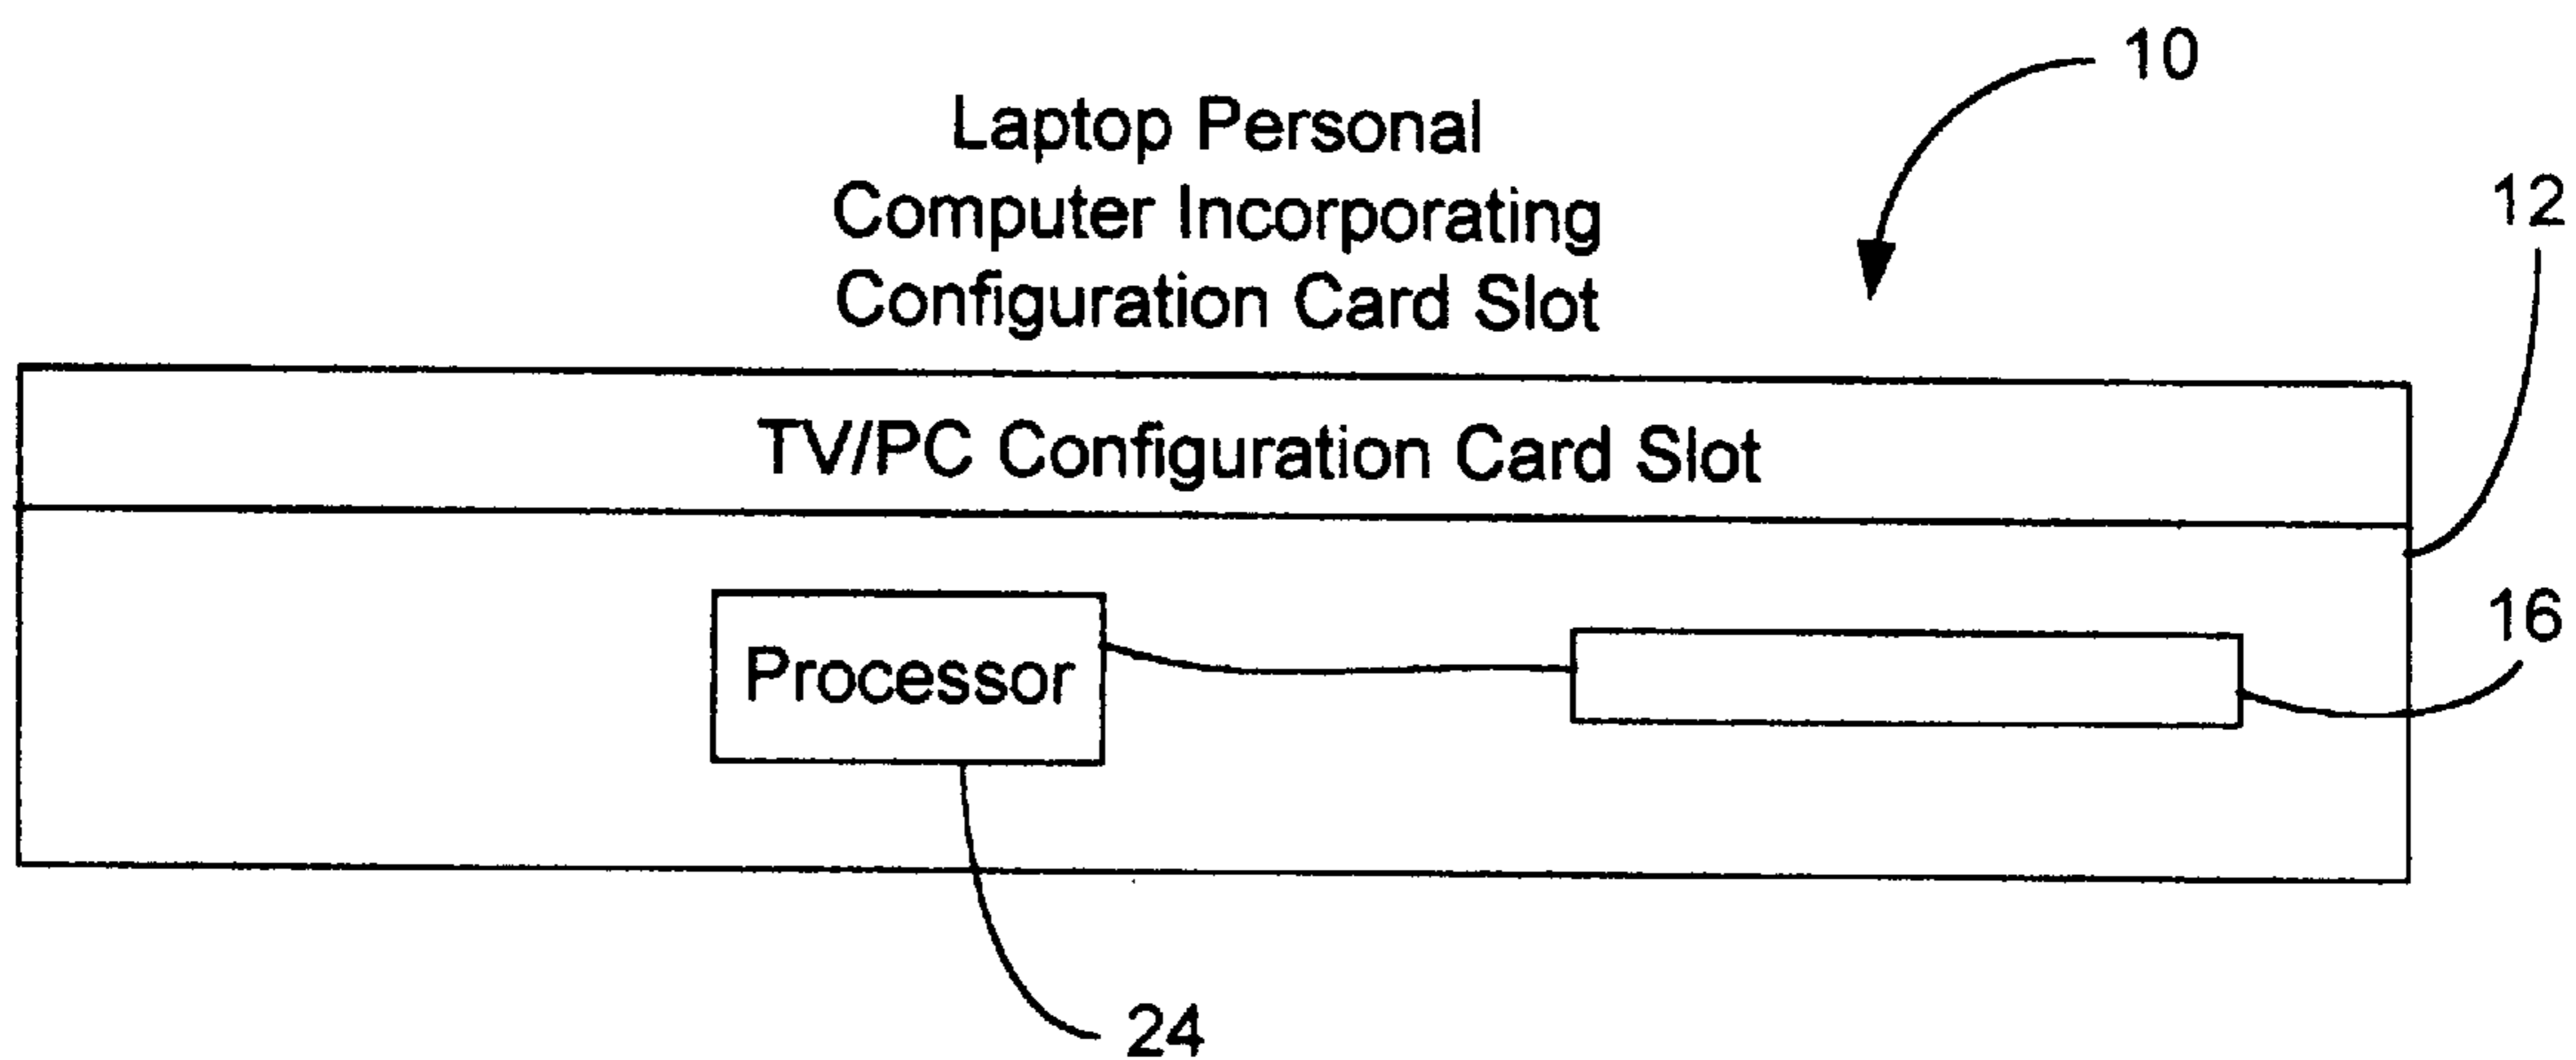 10
Laptop Personal
Computer Incorporating
Configuration Card Slot
12
TV/PC Configuration Card Slot
16
Processor
24